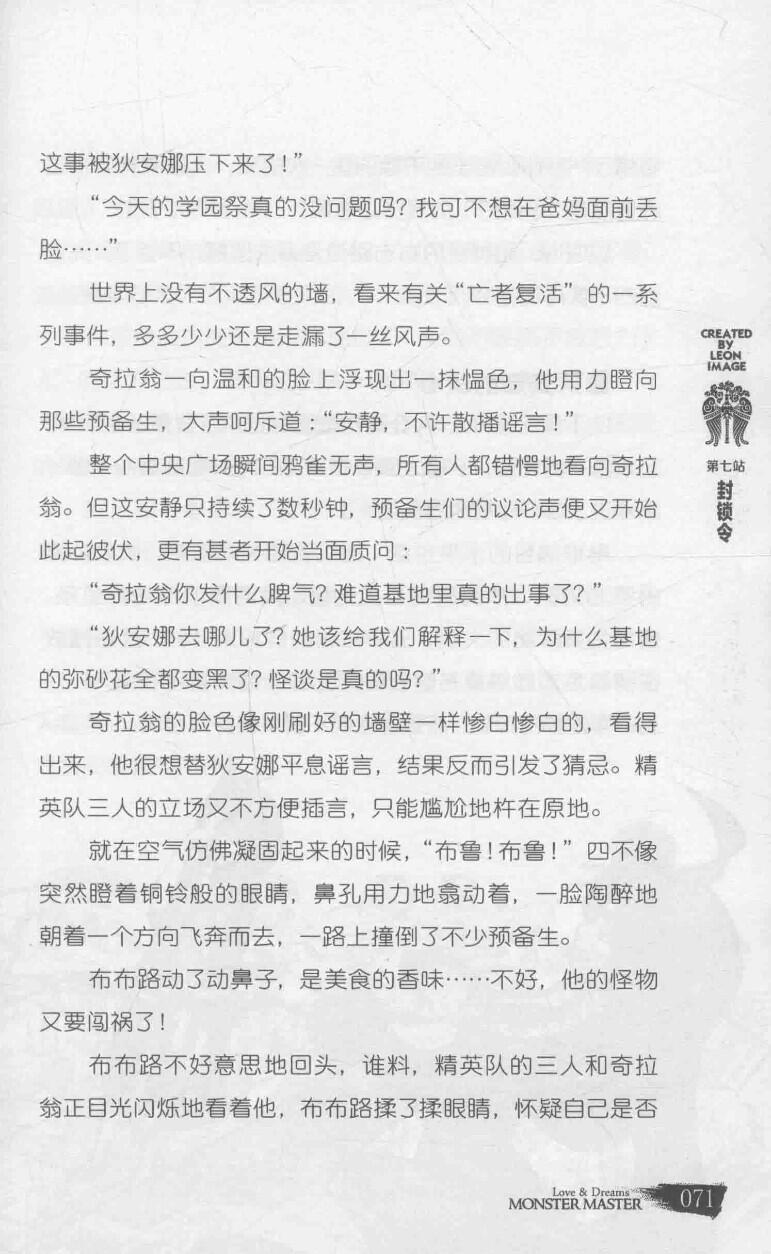 这事被狄安娜压下来了！”
“今天的学园祭真的没问题吗？我可不想在爸妈面前丢
脸……”
世界上没有不透风的墙，看来有关“亡者复活”的一系
列事件，多多少少还是走漏了一丝风声。
奇拉翁一向温和的脸上浮现出一抹愠色，他用力瞪向
那些预备生，大声呵斥道：“安静，不许散播谣言！”
整个中央广场瞬间鸦雀无声，所有人都错愕地看向奇拉
翁。但这安静只持续了数秒钟，预备生们的议论声便又开始
此起彼伏，更有甚者开始当面质问：
“奇拉翁你发什么脾气？难道基地里真的出事了？”
“狄安娜去哪儿了？她该给我们解释一下，为什么基地
的弥砂花全都变黑了？怪谈是真的吗？”
奇拉翁的脸色像刚刷好的墙壁一样惨白惨白的，看得
出来，他很想替狄安娜平息谣言，结果反而引发了猜忌。精
英队三人的立场又不方便插言，只能尴尬地杵在原地。
就在空气仿佛凝固起来的时候，“布鲁！布鲁！”四不像
突然瞪着铜铃般的眼睛，鼻孔用力地翕动着，一脸陶醉地
朝着一个方向飞奔而去，一路上撞倒了不少预备生。
布布路动了动鼻子，是美食的香味……不好，他的怪物
又要闯祸了！
布布路不好意思地回头，谁料，精英队的三人和奇拉
翁正目光闪烁地看着他，布布路揉了揉眼睛，怀疑自己是否
CREATED
BY
LEON
IMAGE
第七站
封锁令
Love & Dreams
MONSTER MASTER
071